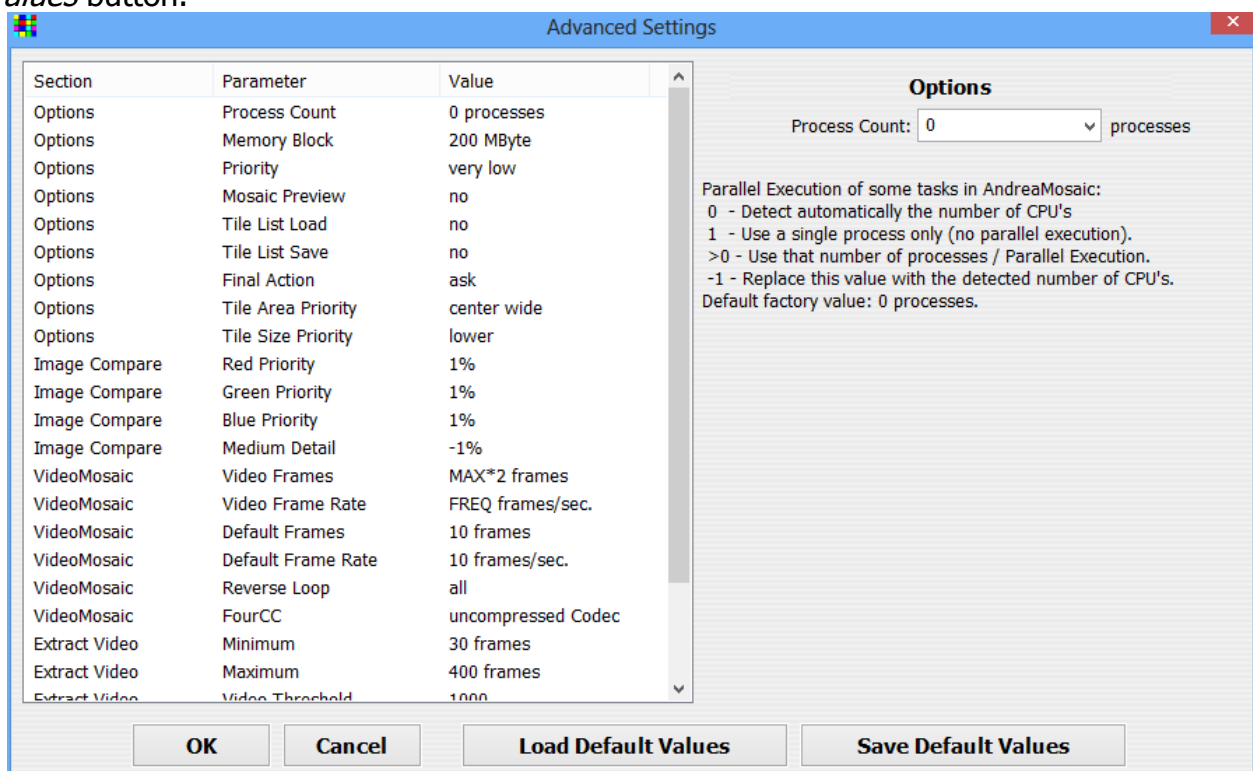 alues button.
Advanced Settings
Section Parameter Value
Options Process Count 0 processes
Options Memory Block 200 MByte
Options Priority very low
Options Mosaic Preview no
Options Tile List Load no
Options Tile List Save no
Options Final Action ask
Options Tile Area Priority center wide
Options Tile Size Priority lower
Image Compare Red Priority 1%
Image Compare Green Priority 1%
Image Compare Blue Priority 1%
Image Compare Medium Detail -1%
VideoMosaic Video Frames MAX*2 frames
VideoMosaic Video Frame Rate FREQ frames/sec.
VideoMosaic Default Frames 10 frames
VideoMosaic Default Frame Rate 10 frames/sec.
VideoMosaic Reverse Loop all
VideoMosaic FourCC uncompressed Codec
Extract Video Minimum 30 frames
Extract Video Maximum 400 frames
Extract Video Video Threshold 1000
Options
Process Count: 0 processes
Parallel Execution of some tasks in AndreaMosaic:
0 - Detect automatically the number of CPU's
1 - Use a single process only (no parallel execution).
>0 - Use that number of processes / Parallel Execution.
-1 - Replace this value with the detected number of CPU's.
Default factory value: 0 processes.
OK Cancel Load Default Values Save Default Values